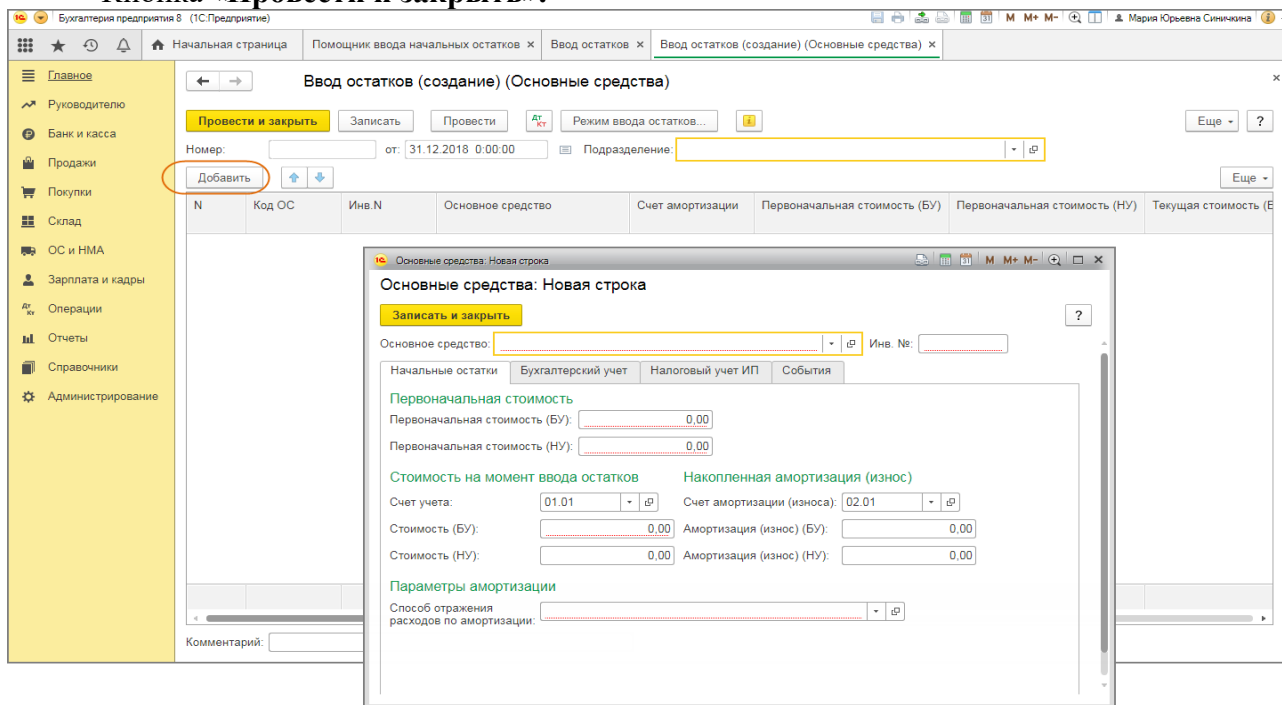 Кнопка «Провести и закрыть».
Бухгалтерия предприятия 8 (1С:Предприятие)
M M+ M- Мария Юрьевна Синичкина
Начальная страница Помощник ввода начальных остатков × Ввод остатков × Ввод остатков (создание) (Основные средства) ×
Главное
Руководителю
Банк и касса
Продажи
Покупки
Склад
ОС и НМА
Зарплата и кадры
Операции
Отчеты
Справочники
Администрирование
Ввод остатков (создание) (Основные средства)
Провести и закрыть Записать Провести Режим ввода остатков... Еще ?
Номер: от: 31.12.2018 0:00:00 Подразделение:
Добавить Еще
N Код ОС Инв.N Основное средство Счет амортизации Первоначальная стоимость (БУ) Первоначальная стоимость (НУ) Текущая стоимость (Б
Комментарий:
Основные средства: Новая строка M M+ M-
Основные средства: Новая строка
Записать и закрыть ?
Основное средство: Инв. №:
Начальные остатки Бухгалтерский учет Налоговый учет ИП События
Первоначальная стоимость
Первоначальная стоимость (БУ): 0,00
Первоначальная стоимость (НУ): 0,00
Стоимость на момент ввода остатков Накопленная амортизация (износ)
Счет учета: 01.01 Счет амортизации (износа): 02.01
Стоимость (БУ): 0,00 Амортизация (износ) (БУ): 0,00
Стоимость (НУ): 0,00 Амортизация (износ) (НУ): 0,00
Параметры амортизации
Способ отражения
расходов по амортизации: